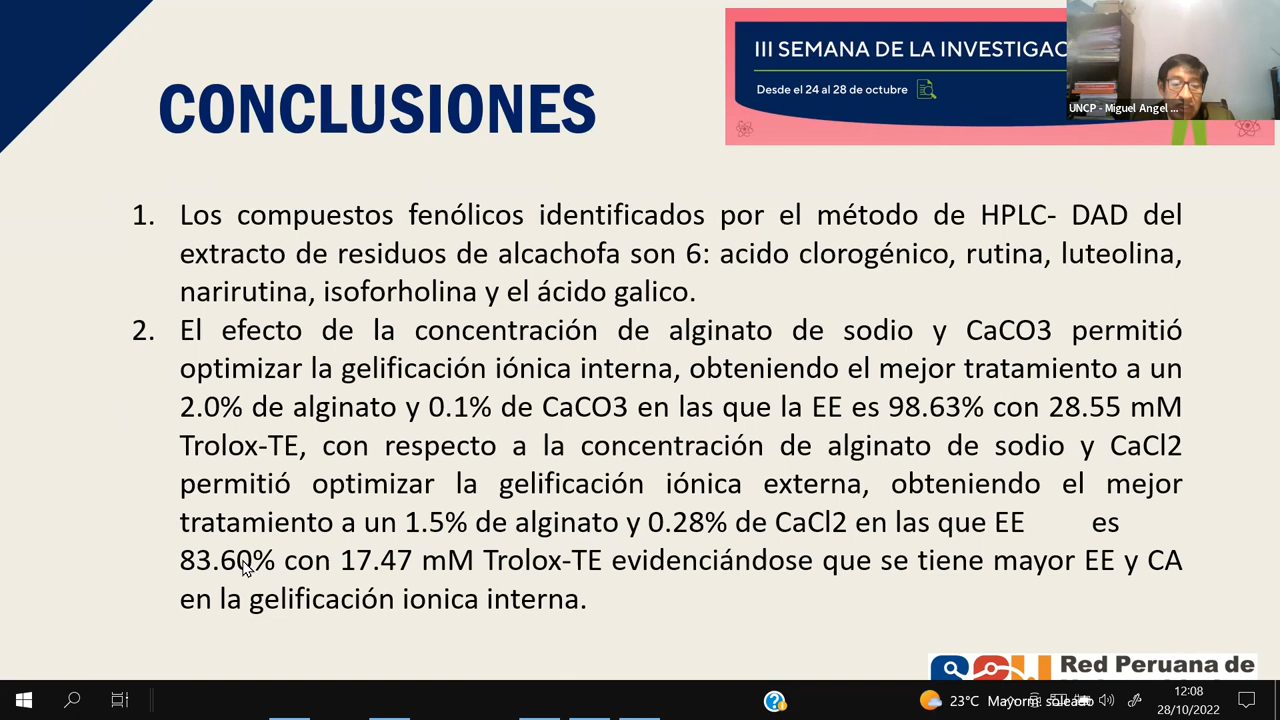 III SEMANA DE LA INVESTIGAC
Desde el 24 al 28 de octubre
UNCP - Miguel Angel ...
CONCLUSIONES
1. Los compuestos fenólicos identificados por el método de HPLC- DAD del
extracto de residuos de alcachofa son 6: acido clorogénico, rutina, luteolina,
narirutina, isoforholina y el ácido galico.
2. El efecto de la concentración de alginato de sodio y CaCO3 permitió
optimizar la gelificación iónica interna, obteniendo el mejor tratamiento a un
2.0% de alginato y 0.1% de CaCO3 en las que la EE es 98.63% con 28.55 mM
Trolox-TE, con respecto a la concentración de alginato de sodio y CaCl2
permitió optimizar la gelificación iónica externa, obteniendo el mejor
tratamiento a un 1.5% de alginato y 0.28% de CaCl2 en las que EE es
83.60% con 17.47 mM Trolox-TE evidenciándose que se tiene mayor EE y CA
en la gelificación ionica interna.
Red Peruana de
23°C Mayorm. soleado
12:08
28/10/2022